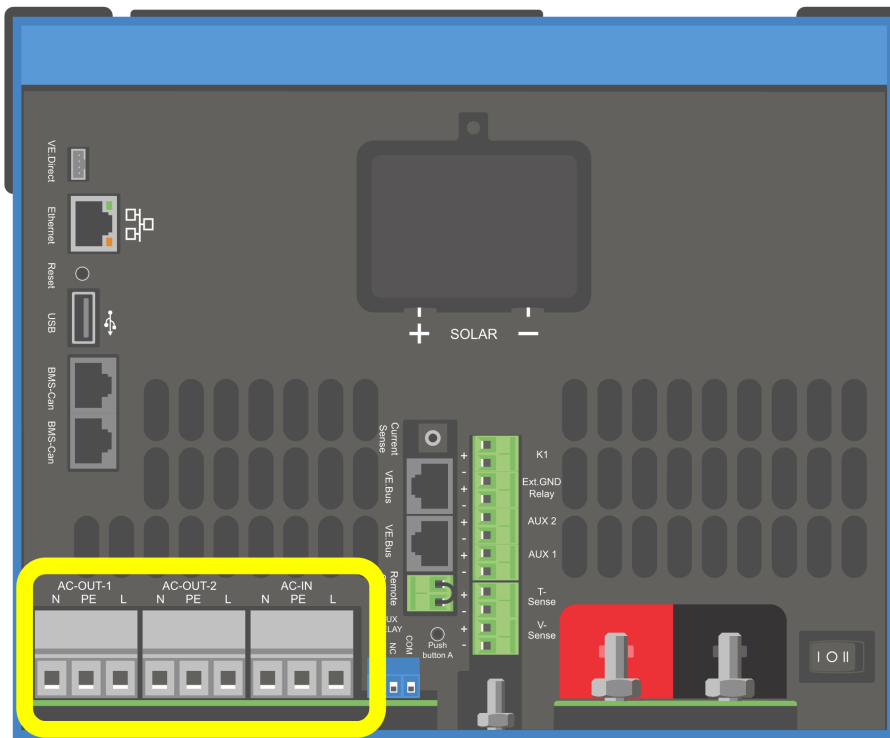 VE.Direct
Ethernet
Reset
USB
BMS-Can
BMS-Can
+ SOLAR −
Current
Sense
VE.Bus
VE.Bus
Remote
NC
COM
Push
button A
+
-
+
-
+
-
+
-
+
-
+
-
K1
Ext.GND
Relay
AUX 2
AUX 1
T-
Sense
V-
Sense
AC-OUT-1
N PE L
AC-OUT-2
N PE L
AC-IN
N PE L
I O II